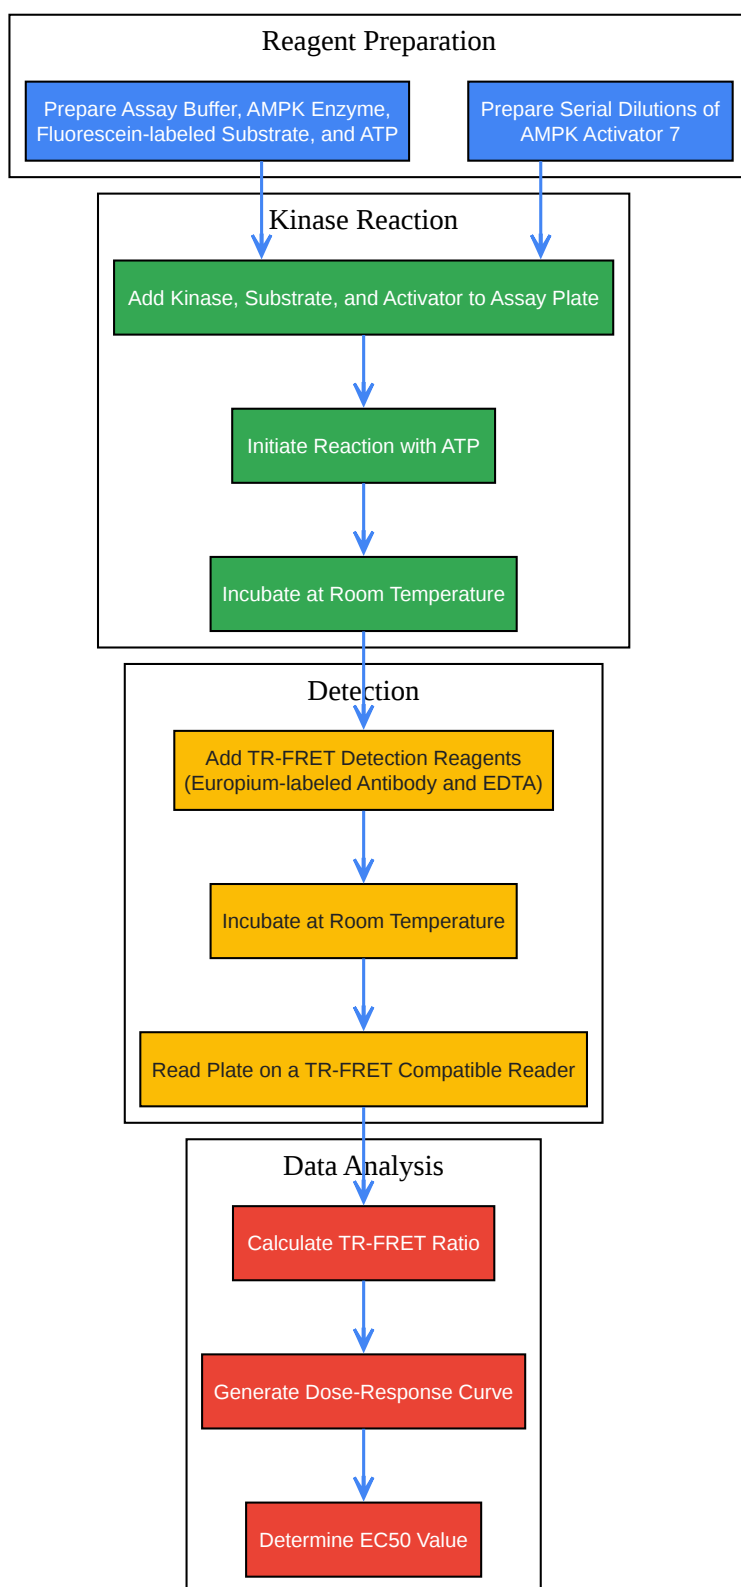 Reagent Preparation
Prepare Assay Buffer, AMPK Enzyme,
Fluorescein-labeled Substrate, and ATP
Prepare Serial Dilutions of
AMPK Activator 7
Kinase Reaction
Add Kinase, Substrate, and Activator to Assay Plate
Initiate Reaction with ATP
Incubate at Room Temperature
Detection
Add TR-FRET Detection Reagents
(Europium-labeled Antibody and EDTA)
Incubate at Room Temperature
Read Plate on a TR-FRET Compatible Reader
Data Analysis
Calculate TR-FRET Ratio
Generate Dose-Response Curve
Determine EC50 Value